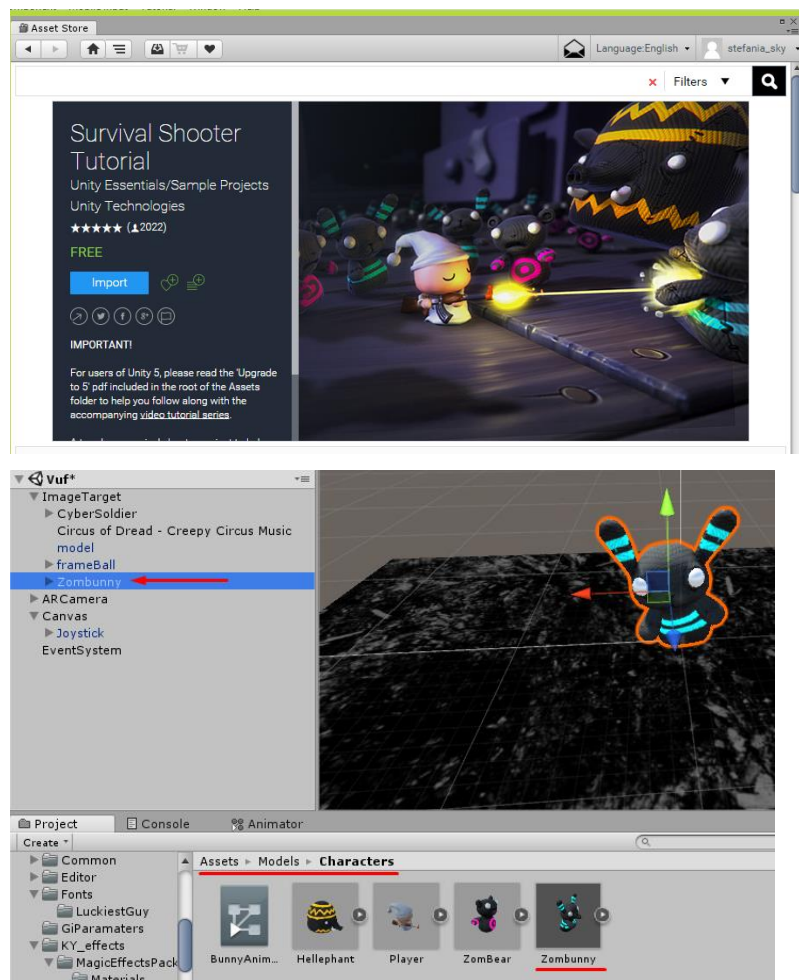 Asset Store
Language:English
stefania_sky
Filters
Survival Shooter
Tutorial
Unity Essentials/Sample Projects
Unity Technologies
★★★★★ (2022)
FREE
Import
IMPORTANT!
For users of Unity 5, please read the 'Upgrade
to 5' pdf included in the root of the Assets
folder to help you follow along with the
accompanying video tutorial series.
Vuf*
ImageTarget
CyberSoldier
Circus of Dread - Creepy Circus Music
model
frameBall
Zombunny
ARCamera
Canvas
Joystick
EventSystem
Project
Console
Animator
Create
Common
Editor
Fonts
LuckiestGuy
GiParamaters
KY_effects
MagicEffectsPack
Materials
Assets ▸ Models ▸ Characters
BunnyAnim...
Hellephant
Player
ZomBear
Zombunny